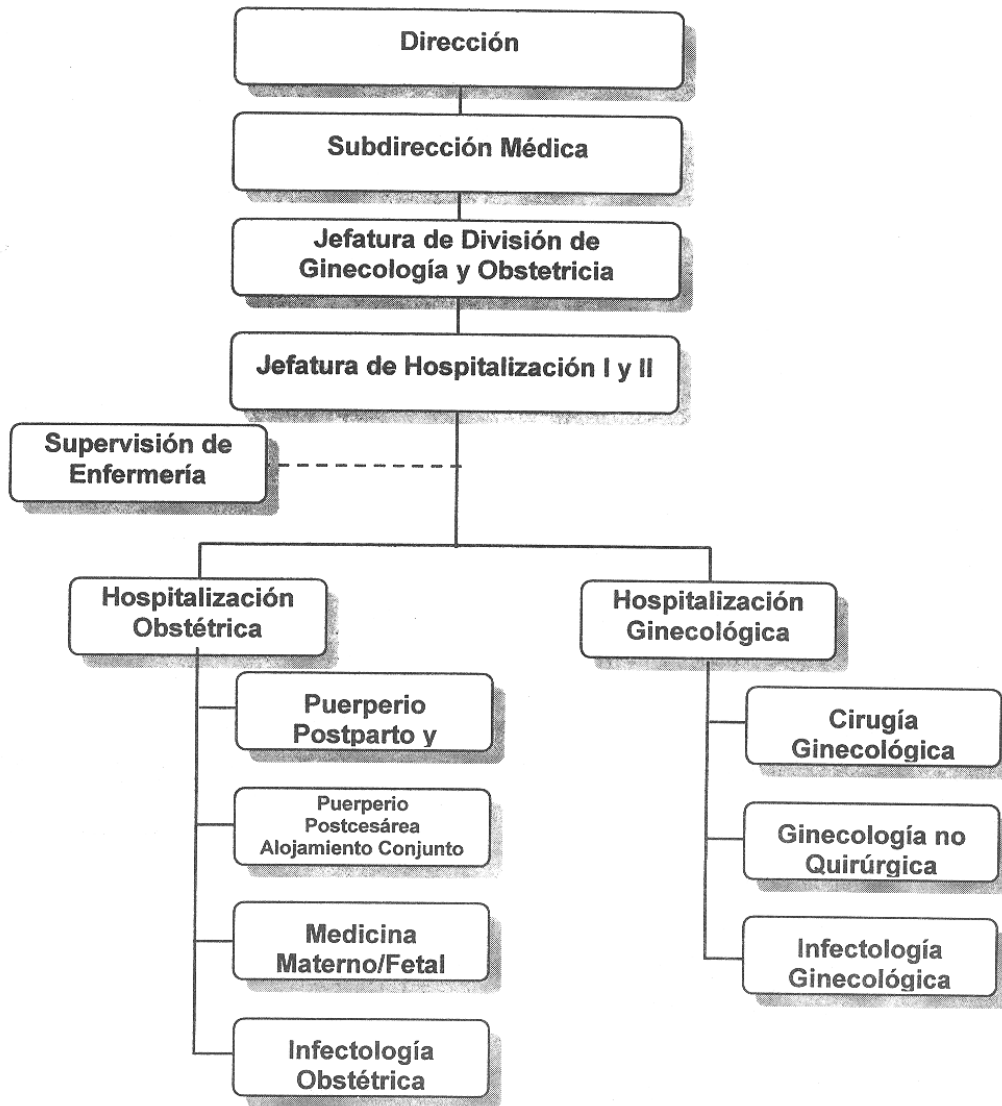 Dirección
Subdirección Médica
Jefatura de División de
Ginecología y Obstetricia
Jefatura de Hospitalización I y II
Supervisión de
Enfermería
Hospitalización
Obstétrica
Puerperio
Postparto y
Puerperio
Postcesárea
Alojamiento Conjunto
Medicina
Materno/Fetal
Infectología
Obstétrica
Hospitalización
Ginecológica
Cirugía
Ginecológica
Ginecología no
Quirúrgica
Infectología
Ginecológica